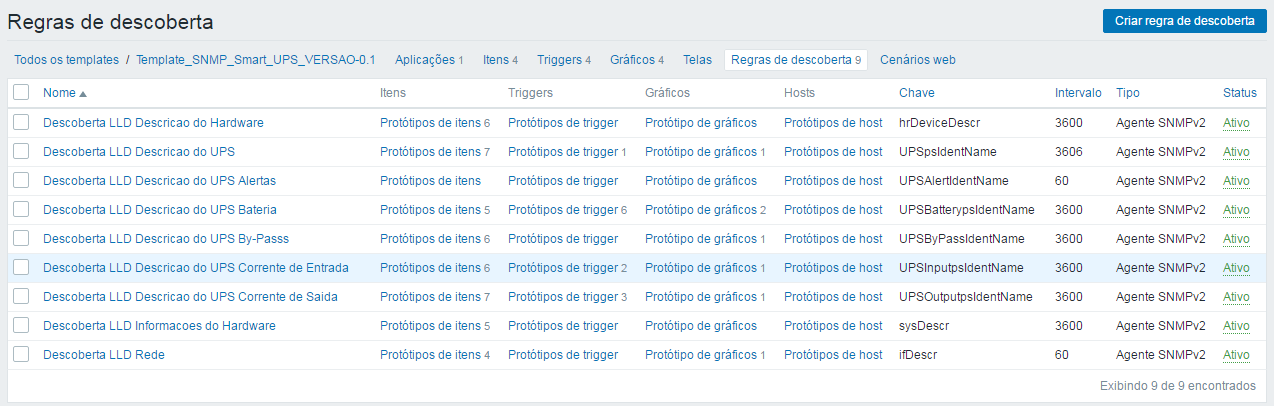 Regras de descoberta
Criar regra de descoberta
Todos os templates / Template_SNMP_Smart_UPS_VERSAO-0.1 Aplicações 1 Itens 4 Triggers 4 Gráficos 4 Telas Regras de descoberta 9 Cenários web
Nome Itens Triggers Gráficos Hosts Chave Intervalo Tipo Status
Descoberta LLD Descricao do Hardware Protótipos de itens 6 Protótipos de trigger Protótipo de gráficos Protótipos de host hrDeviceDescr 3600 Agente SNMPv2 Ativo
Descoberta LLD Descricao do UPS Protótipos de itens 7 Protótipos de trigger 1 Protótipo de gráficos 1 Protótipos de host UPSpsIdentName 3606 Agente SNMPv2 Ativo
Descoberta LLD Descricao do UPS Alertas Protótipos de itens Protótipos de trigger Protótipo de gráficos Protótipos de host UPSAlertIdentName 60 Agente SNMPv2 Ativo
Descoberta LLD Descricao do UPS Bateria Protótipos de itens 5 Protótipos de trigger 6 Protótipo de gráficos 2 Protótipos de host UPSBatterypsIdentName 3600 Agente SNMPv2 Ativo
Descoberta LLD Descricao do UPS By-Passs Protótipos de itens 6 Protótipos de trigger Protótipo de gráficos 1 Protótipos de host UPSByPassIdentName 3600 Agente SNMPv2 Ativo
Descoberta LLD Descricao do UPS Corrente de Entrada Protótipos de itens 6 Protótipos de trigger 2 Protótipo de gráficos 1 Protótipos de host UPSInputpsIdentName 3600 Agente SNMPv2 Ativo
Descoberta LLD Descricao do UPS Corrente de Saida Protótipos de itens 7 Protótipos de trigger 3 Protótipo de gráficos 1 Protótipos de host UPSOutputpsIdentName 3600 Agente SNMPv2 Ativo
Descoberta LLD Informacoes do Hardware Protótipos de itens 5 Protótipos de trigger Protótipo de gráficos Protótipos de host sysDescr 3600 Agente SNMPv2 Ativo
Descoberta LLD Rede Protótipos de itens 4 Protótipos de trigger Protótipo de gráficos 1 Protótipos de host ifDescr 60 Agente SNMPv2 Ativo
Exibindo 9 de 9 encontrados